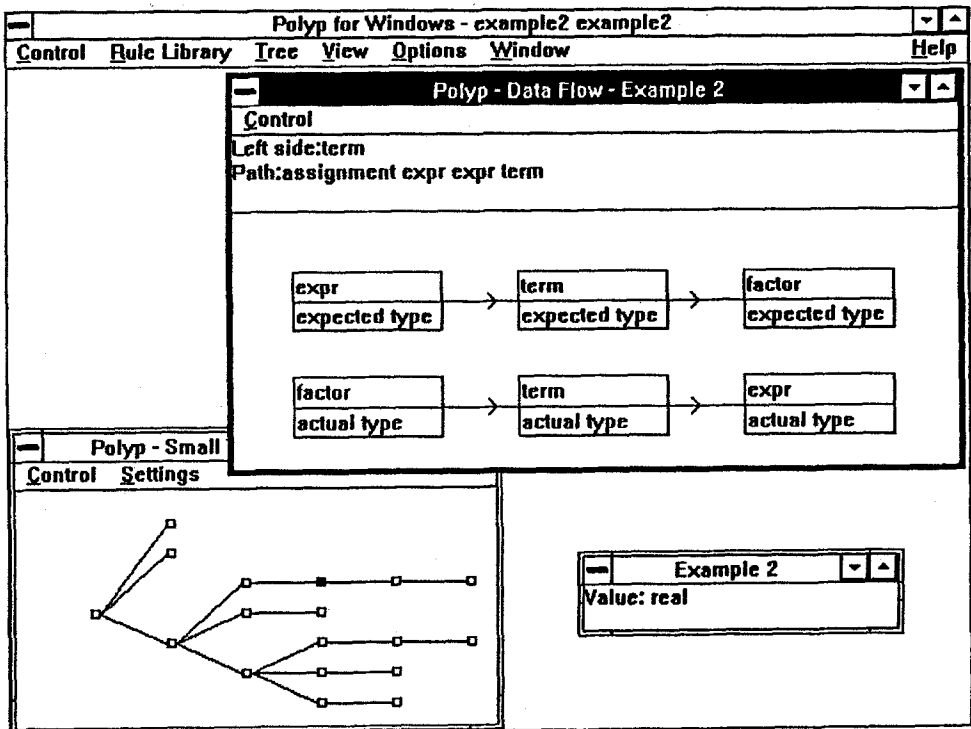 Polyp for Windows - example2 example2
Control Rule Library Tree View Options Window Help
Polyp - Data Flow - Example 2
Control
Left side:term
Path:assignment expr expr term
expr term factor
expected type expected type expected type
factor term expr
actual type actual type actual type
Polyp - Small
Control Settings
Example 2
Value: real